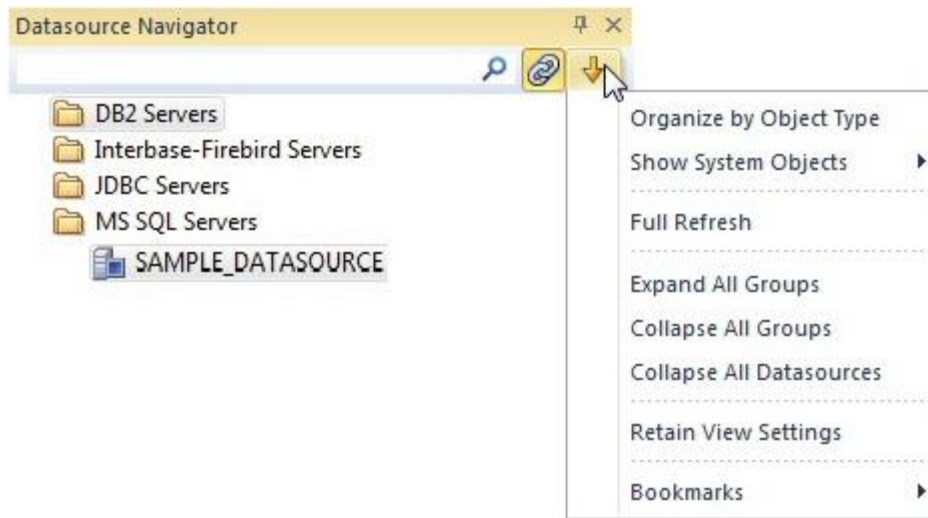 Datasource Navigator
DB2 Servers
Interbase-Firebird Servers
JDBC Servers
MS SQL Servers
SAMPLE_DATASOURCE
Organize by Object Type
Show System Objects
Full Refresh
Expand All Groups
Collapse All Groups
Collapse All Datasources
Retain View Settings
Bookmarks